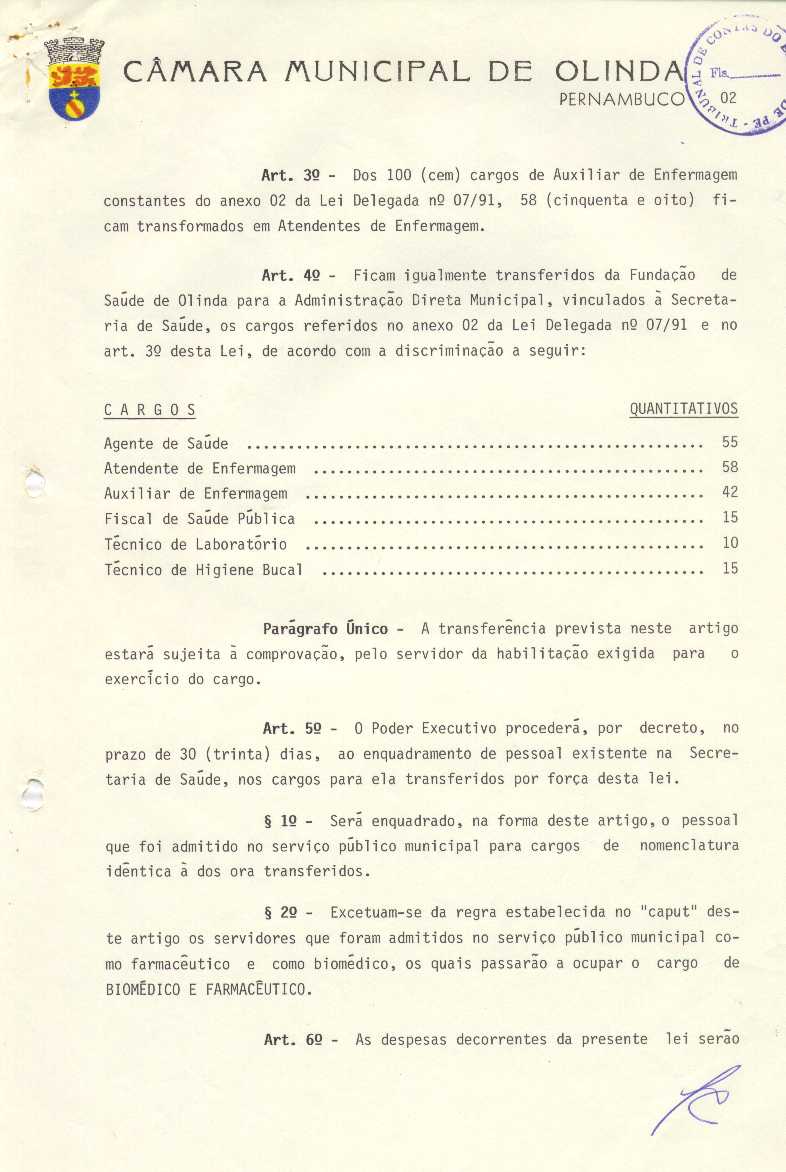 CÂMARA MUNICIPAL DE OLINDA
PERNAMBUCO
TRIBUNAL DE CONTAS DO
DE PE -
Fls.
02
Art. 3º - Dos 100 (cem) cargos de Auxiliar de Enfermagem
constantes do anexo 02 da Lei Delegada nº 07/91, 58 (cinquenta e oito) fi-
cam transformados em Atendentes de Enfermagem.
Art. 4º - Ficam igualmente transferidos da Fundação de
Saúde de Olinda para a Administração Direta Municipal, vinculados à Secreta-
ria de Saúde, os cargos referidos no anexo 02 da Lei Delegada nº 07/91 e no
art. 3º desta Lei, de acordo com a discriminação a seguir:
C A R G O S QUANTITATIVOS
Agente de Saúde ....................................................... 55
Atendente de Enfermagem ............................................... 58
Auxiliar de Enfermagem ................................................ 42
Fiscal de Saúde Pública ............................................... 15
Técnico de Laboratório ................................................ 10
Técnico de Higiene Bucal .............................................. 15
Parágrafo Único - A transferência prevista neste artigo
estará sujeita à comprovação, pelo servidor da habilitação exigida para o
exercício do cargo.
Art. 5º - O Poder Executivo procederá, por decreto, no
prazo de 30 (trinta) dias, ao enquadramento de pessoal existente na Secre-
taria de Saúde, nos cargos para ela transferidos por força desta lei.
§ 1º - Será enquadrado, na forma deste artigo, o pessoal
que foi admitido no serviço público municipal para cargos de nomenclatura
idêntica à dos ora transferidos.
§ 2º - Excetuam-se da regra estabelecida no "caput" des-
te artigo os servidores que foram admitidos no serviço público municipal co-
mo farmacêutico e como biomédico, os quais passarão a ocupar o cargo de
BIOMÉDICO E FARMACÊUTICO.
Art. 6º - As despesas decorrentes da presente lei serão